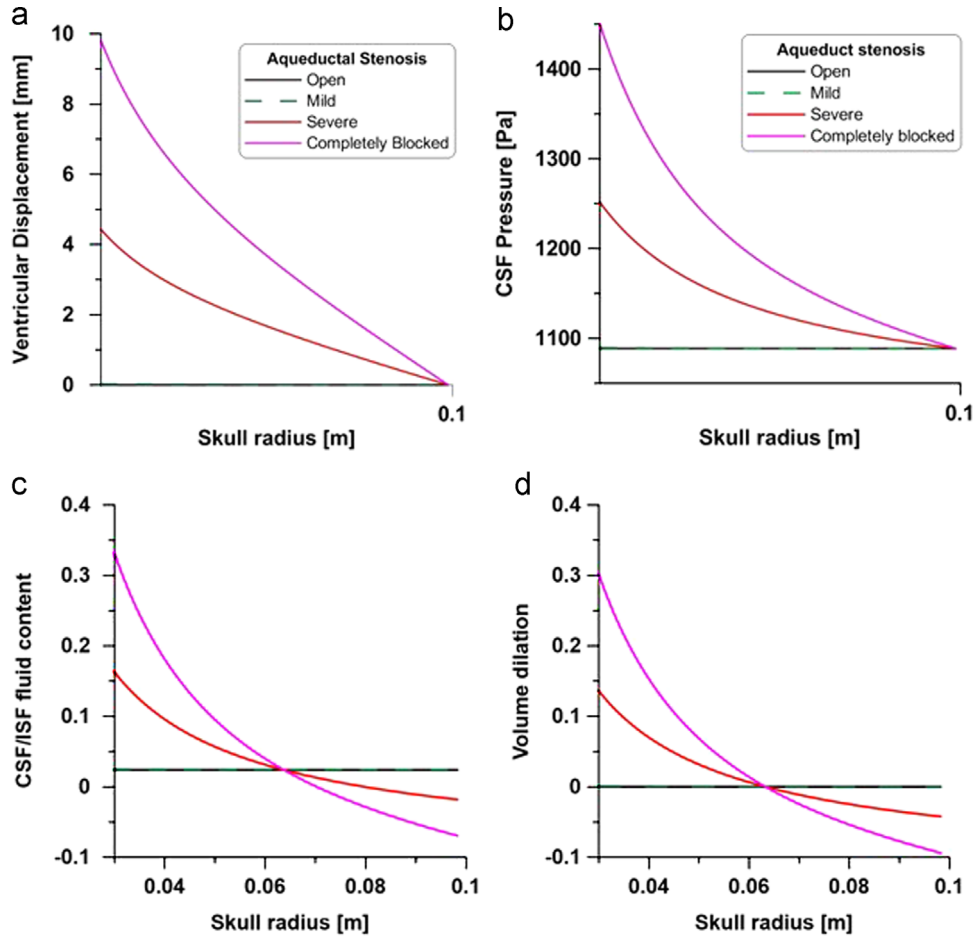 a
Ventricular Displacement [mm]
10
8
6
4
2
0
Aqueductal Stenosis
Open
Mild
Severe
Completely Blocked
0.1
Skull radius [m]
b
CSF Pressure [Pa]
1400
1300
1200
1100
Aqueduct stenosis
Open
Mild
Severe
Completely blocked
0.1
Skull radius [m]
c
CSF/ISF fluid content
0.4
0.3
0.2
0.1
0
-0.1
0.04
0.06
0.08
0.1
Skull radius [m]
d
Volume dilation
0.4
0.3
0.2
0.1
0
-0.1
0.04
0.06
0.08
0.1
Skull radius [m]